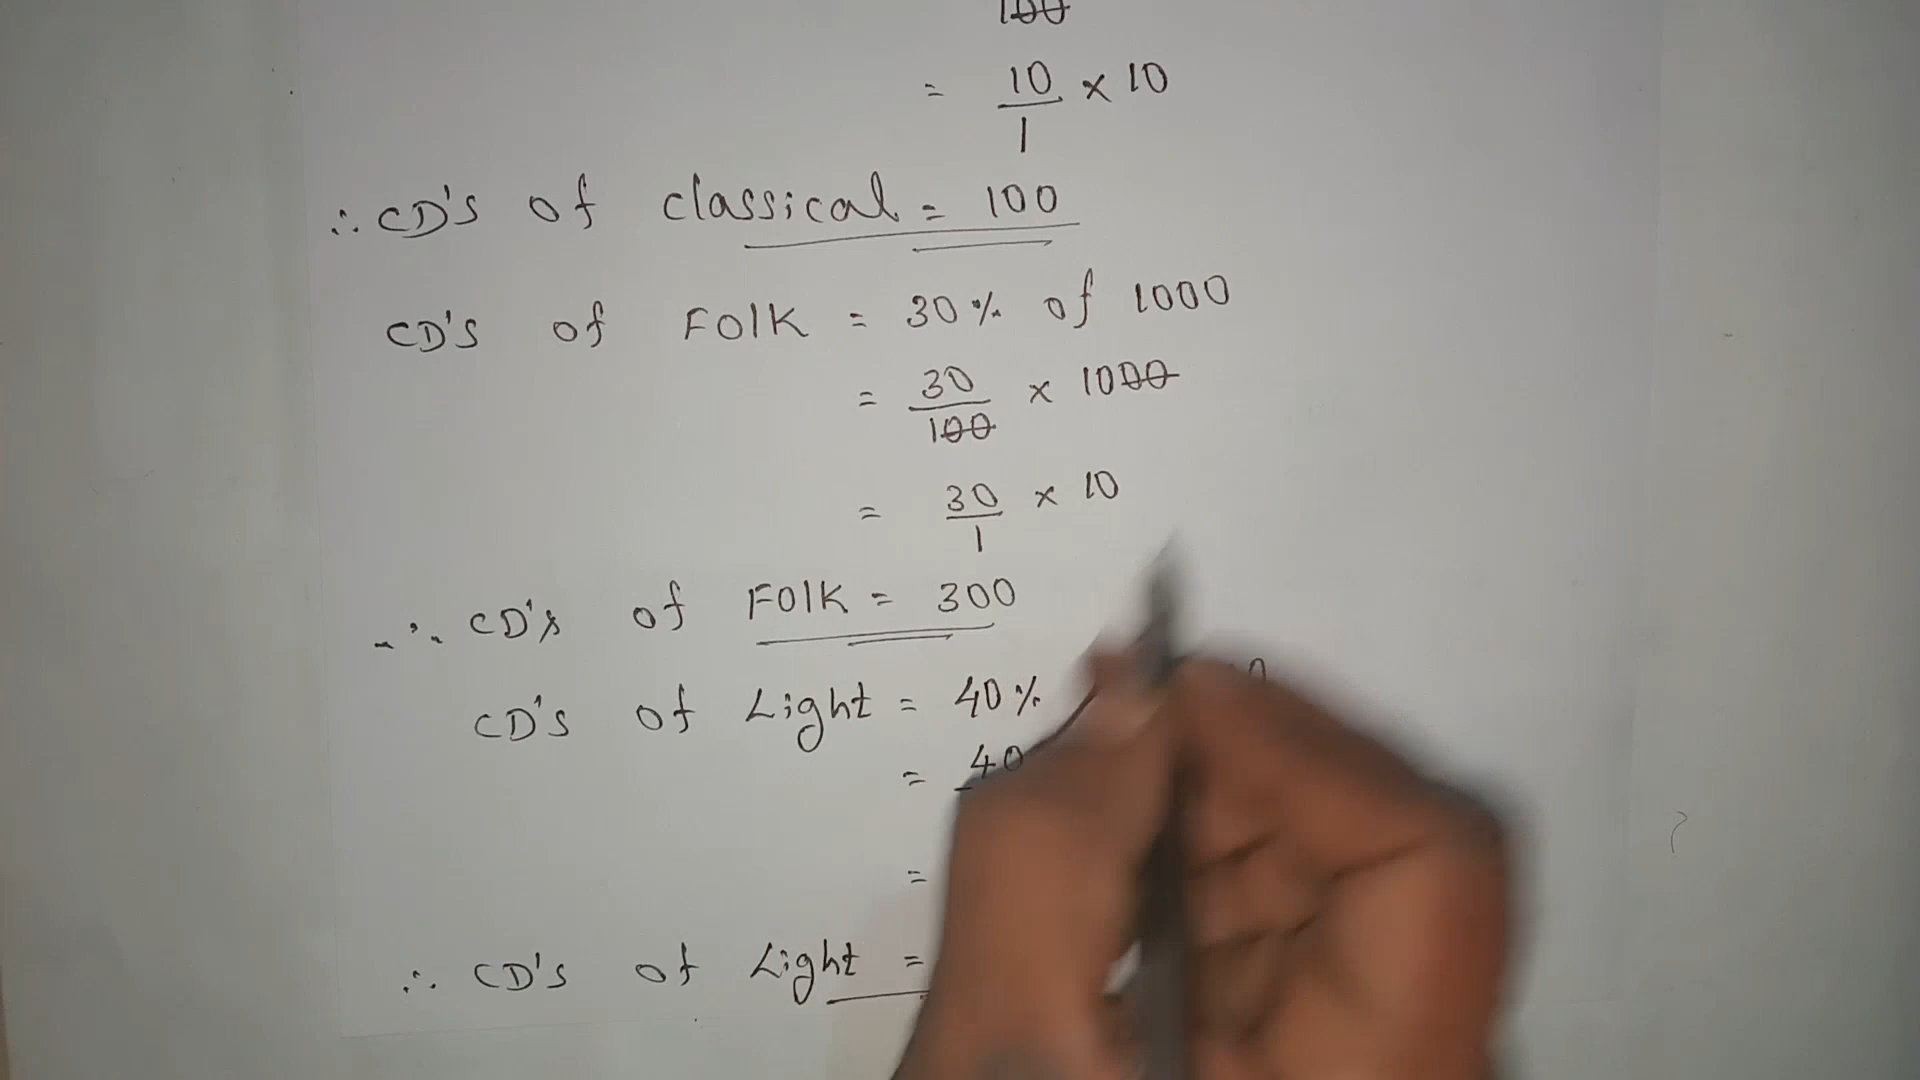 100
= 10/1 × 10
∴ CD's of classical = 100
CD's of Folk = 30% of 1000
= 30/100 × 1000
= 30/1 × 10
∴ CD's of Folk = 300
CD's of Light = 40%
= 40
=
∴ CD's of Light =